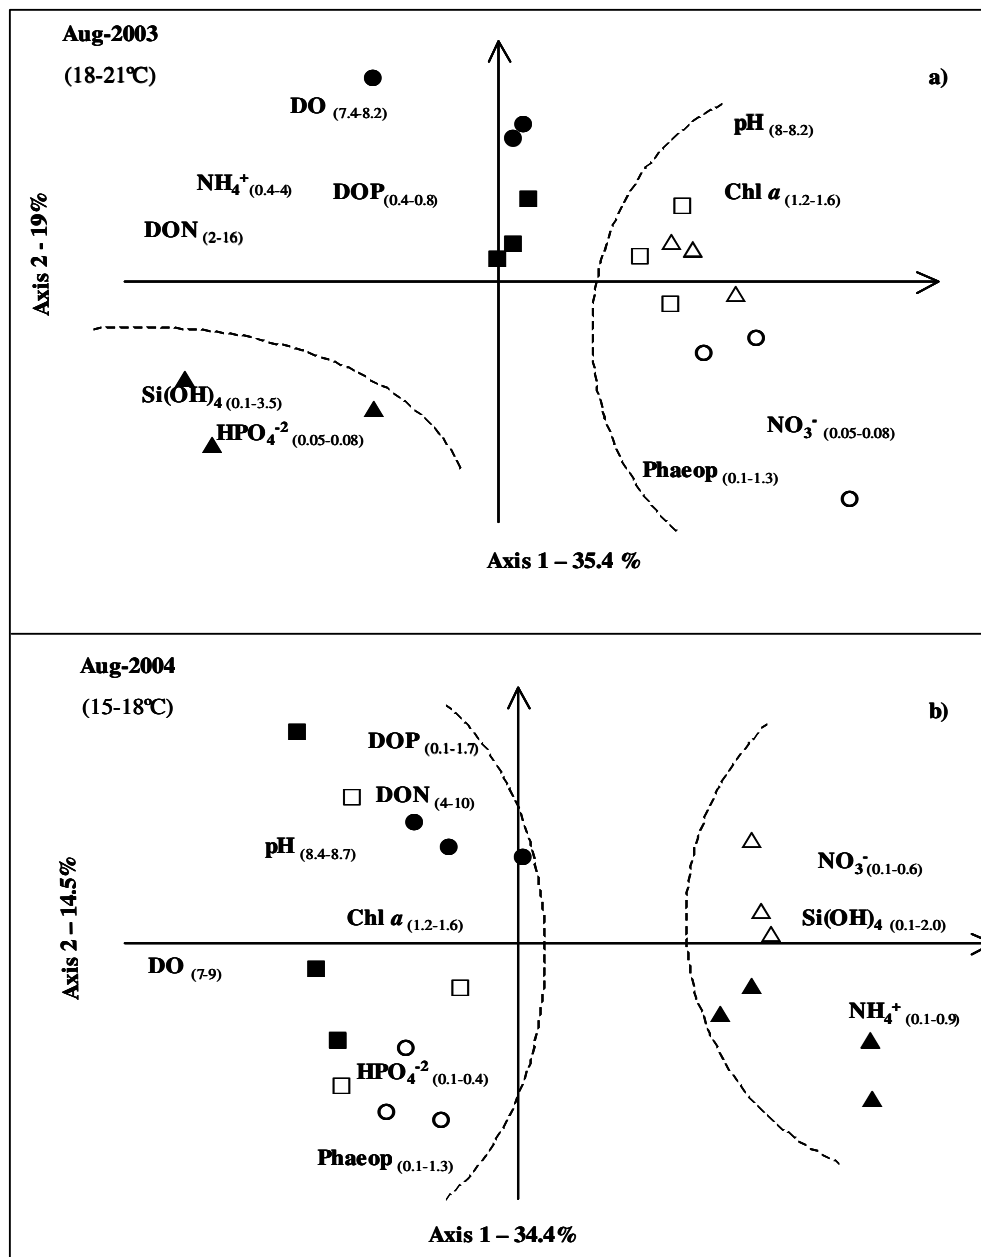 Aug-2003
(18-21ºC)
a)
DO (7.4-8.2)
pH (8-8.2)
NH4+ (0.4-4)
DOP(0.4-0.8)
Chl a (1.2-1.6)
DON (2-16)
Axis 2 - 19%
Si(OH)4 (0.1-3.5)
HPO4-2 (0.05-0.08)
NO3- (0.05-0.08)
Phaeop (0.1-1.3)
Axis 1 – 35.4 %
Aug-2004
(15-18ºC)
b)
DOP (0.1-1.7)
DON (4-10)
pH (8.4-8.7)
NO3-(0.1-0.6)
Chl a (1.2-1.6)
Si(OH)4 (0.1-2.0)
Axis 2 – 14.5%
DO (7-9)
NH4+ (0.1-0.9)
HPO4-2 (0.1-0.4)
Phaeop (0.1-1.3)
Axis 1 – 34.4%